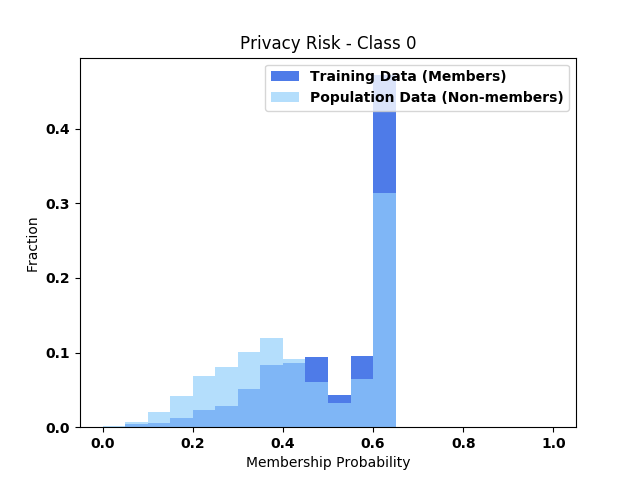 Privacy Risk - Class 0
Training Data (Members)
Population Data (Non-members)
Fraction
0.4
0.3
0.2
0.1
0.0
0.0 0.2 0.4 0.6 0.8 1.0
Membership Probability